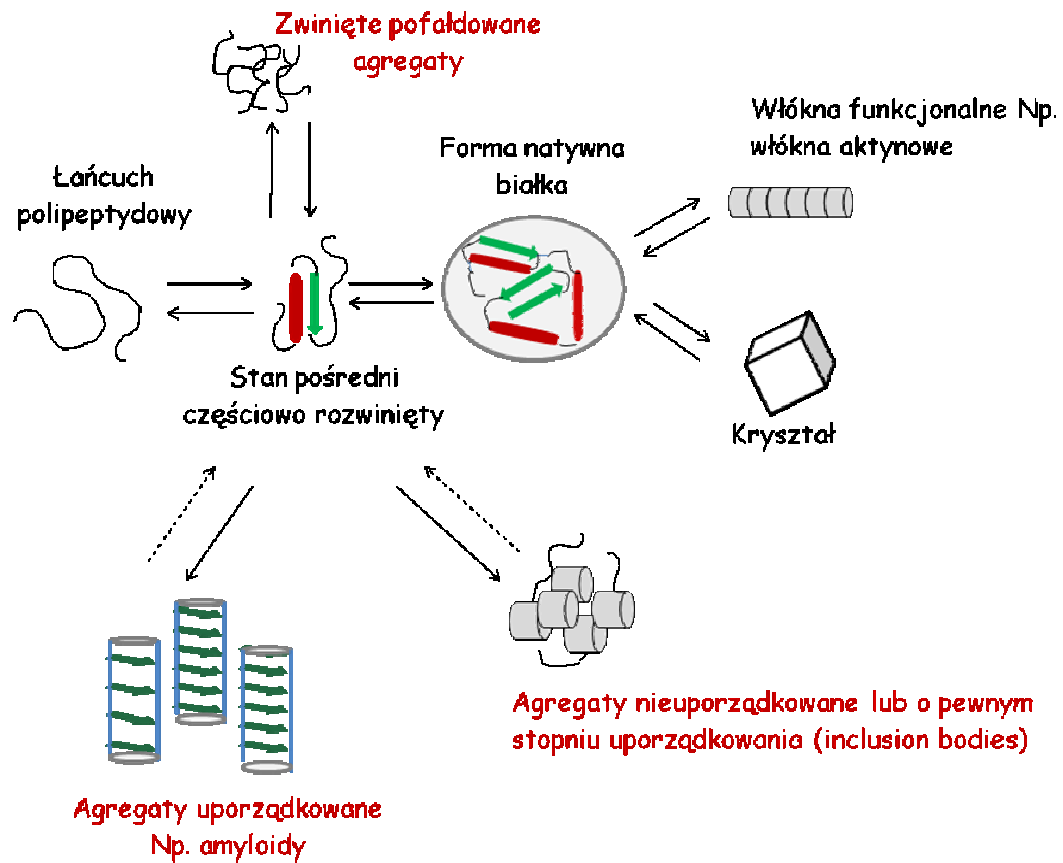 Zwinięte pofałdowane
agregaty
Włókna funkcjonalne Np.
włókna aktynowe
Forma natywna
białka
Łańcuch
polipeptydowy
Stan pośredni
częściowo rozwinięty
Kryształ
Agregaty nieuporządkowane lub o pewnym
stopniu uporządkowania (inclusion bodies)
Agregaty uporządkowane
Np. amyloidy